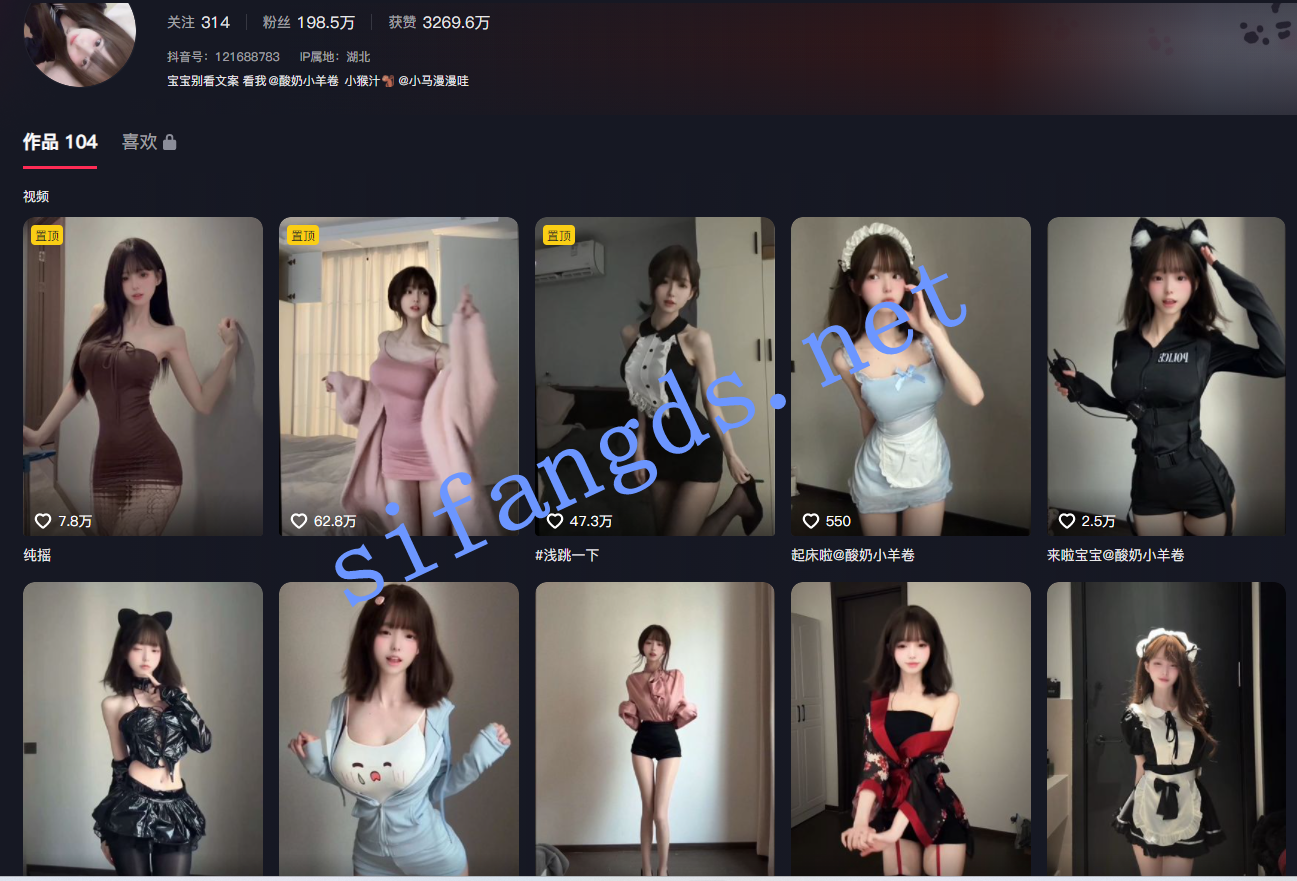 关注 314 粉丝 198.5万 获赞 3269.6万
抖音号：121688783 IP属地：湖北
宝宝别看文案 看我@酸奶小羊卷 小猴汁🐿️ @小马漫漫哇
作品 104 喜欢
视频
置顶 置顶 置顶
POLICE
7.8万 62.8万 47.3万 550 2.5万
纯摇 #浅跳一下 起床啦@酸奶小羊卷 来啦宝宝@酸奶小羊卷
sifangds.net